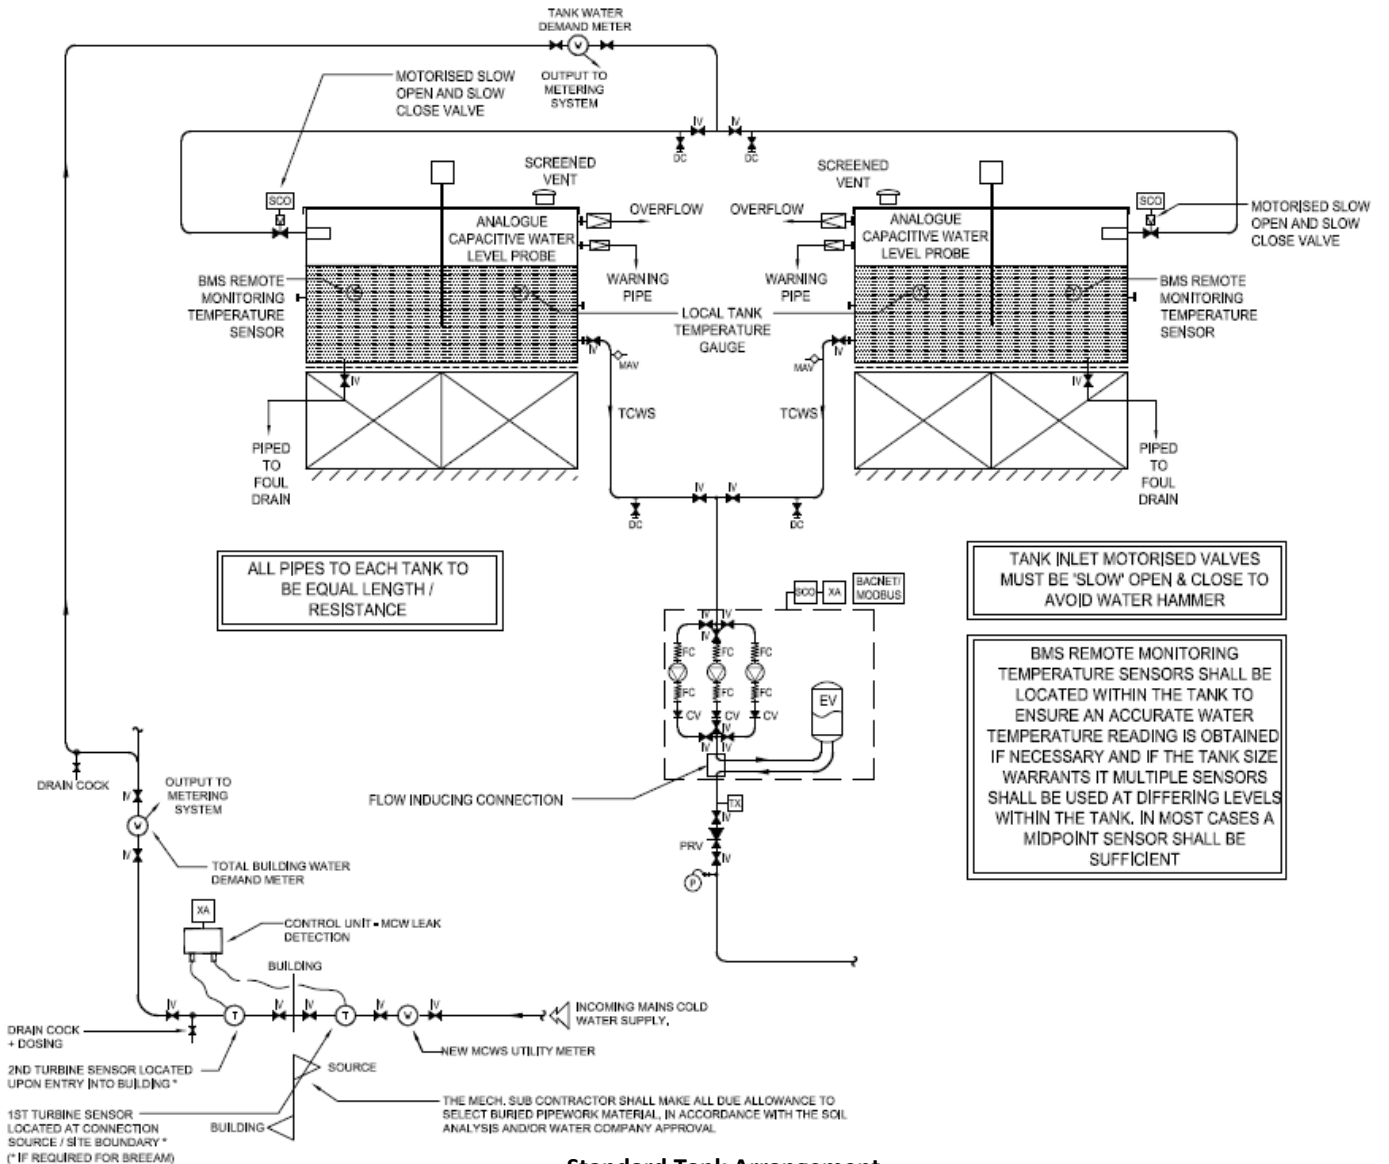 TANK WATER
DEMAND METER
W
OUTPUT TO
METERING
SYSTEM
MOTORISED SLOW
OPEN AND SLOW
CLOSE VALVE
IV
IV
DC
DC
SCREENED
VENT
SCREENED
VENT
SCO
M
ANALOGUE
CAPACITIVE WATER
LEVEL PROBE
OVERFLOW
OVERFLOW
WARNING
PIPE
WARNING
PIPE
ANALOGUE
CAPACITIVE WATER
LEVEL PROBE
SCO
M
MOTORISED SLOW
OPEN AND SLOW
CLOSE VALVE
BMS REMOTE
MONITORING
TEMPERATURE
SENSOR
LOCAL TANK
TEMPERATURE
GAUGE
BMS REMOTE
MONITORING
TEMPERATURE
SENSOR
IV
MAV
MAV
IV
IV
IV
TCWS
TCWS
PIPED
TO
FOUL
DRAIN
PIPED
TO
FOUL
DRAIN
IV
IV
DC
DC
ALL PIPES TO EACH TANK TO
BE EQUAL LENGTH /
RESISTANCE
TANK INLET MOTORISED VALVES
MUST BE 'SLOW' OPEN & CLOSE TO
AVOID WATER HAMMER
SCO
XA
BACNET/
MODBUS
IV
IV
IV
FC
FC
FC
FC
FC
FC
CV
CV
CV
IV
IV
IV
EV
FLOW INDUCING CONNECTION
TX
IV
PRV
IV
P
BMS REMOTE MONITORING
TEMPERATURE SENSORS SHALL BE
LOCATED WITHIN THE TANK TO
ENSURE AN ACCURATE WATER
TEMPERATURE READING IS OBTAINED
IF NECESSARY AND IF THE TANK SIZE
WARRANTS IT MULTIPLE SENSORS
SHALL BE USED AT DIFFERING LEVELS
WITHIN THE TANK. IN MOST CASES A
MIDPOINT SENSOR SHALL BE
SUFFICIENT
DRAIN COCK
IV
OUTPUT TO
METERING
SYSTEM
W
IV
TOTAL BUILDING WATER
DEMAND METER
XA
CONTROL UNIT - MCW LEAK
DETECTION
BUILDING
IV
T
IV
IV
T
IV
W
IV
INCOMING MAINS COLD
WATER SUPPLY.
DRAIN COCK
+ DOSING
NEW MCWS UTILITY METER
2ND TURBINE SENSOR LOCATED
UPON ENTRY INTO BUILDING *
SOURCE
BUILDING
1ST TURBINE SENSOR
LOCATED AT CONNECTION
SOURCE / SITE BOUNDARY *
(* IF REQUIRED FOR BREEAM)
THE MECH. SUB CONTRACTOR SHALL MAKE ALL DUE ALLOWANCE TO
SELECT BURIED PIPEWORK MATERIAL, IN ACCORDANCE WITH THE SOIL
ANALYSIS AND/OR WATER COMPANY APPROVAL
Standard Tank Arrangement